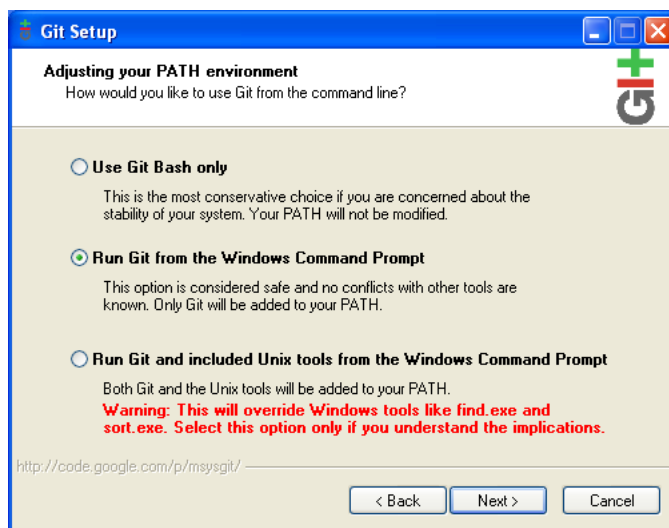 Git Setup
Adjusting your PATH environment
How would you like to use Git from the command line?
GIT
Use Git Bash only
This is the most conservative choice if you are concerned about the
stability of your system. Your PATH will not be modified.
Run Git from the Windows Command Prompt
This option is considered safe and no conflicts with other tools are
known. Only Git will be added to your PATH.
Run Git and included Unix tools from the Windows Command Prompt
Both Git and the Unix tools will be added to your PATH.
Warning: This will override Windows tools like find.exe and
sort.exe. Select this option only if you understand the implications.
http://code.google.com/p/msysgit/
< Back Next > Cancel